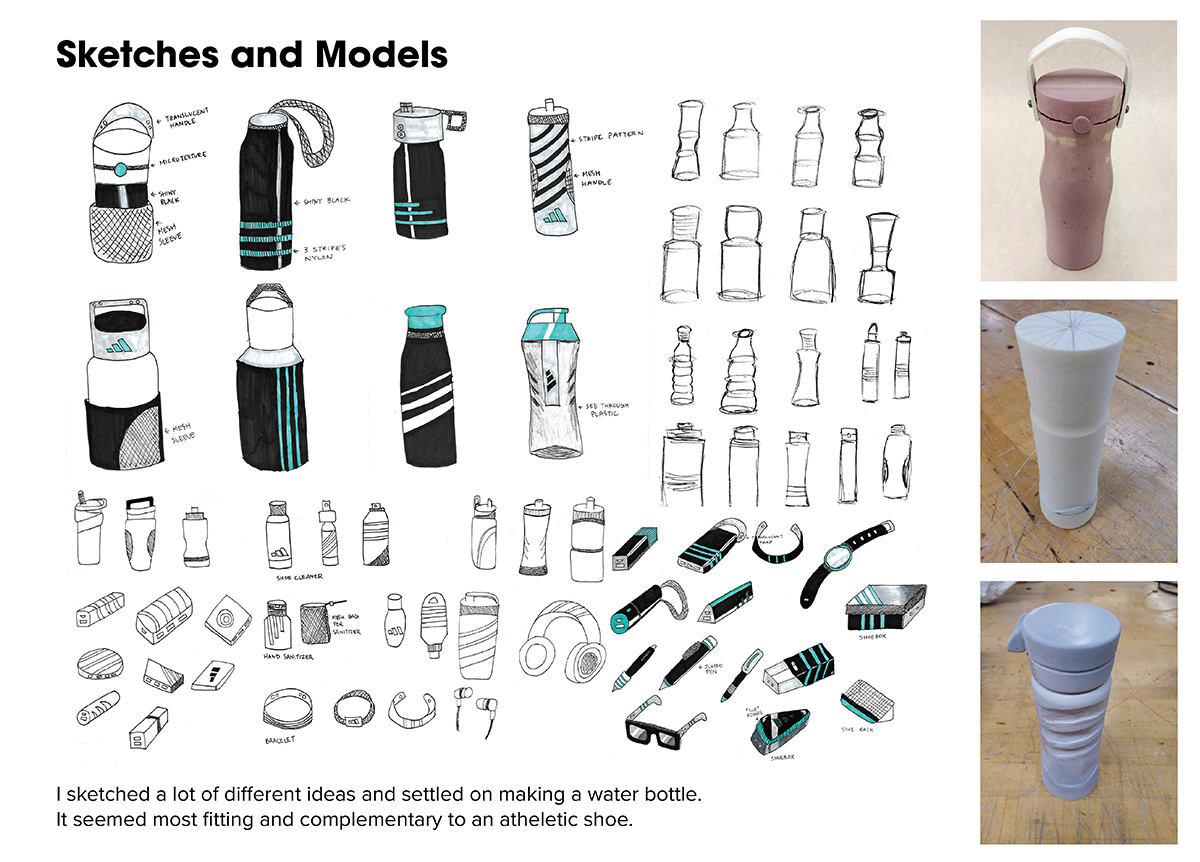 Sketches and Models
← TRANSLUCENT
HANDLE
← MICROTEXTURE
← SHINY
BLACK
← MESH
SLEEVE
← SHINY BLACK
← 3 STRIPES
NYLON
← STRIPE PATTERN
← MESH
HANDLE
← MESH
SLEEVE
← SEE THROUGH
PLASTIC
SHOE CLEANER
HAND SANITIZER
MESH BAG
FOR
SANITIZER
BRACELET
STRAP
SHOEBOX
← JUMBO
PEN
SHOEBOX
SHOE RACK
I sketched a lot of different ideas and settled on making a water bottle.
It seemed most fitting and complementary to an atheletic shoe.